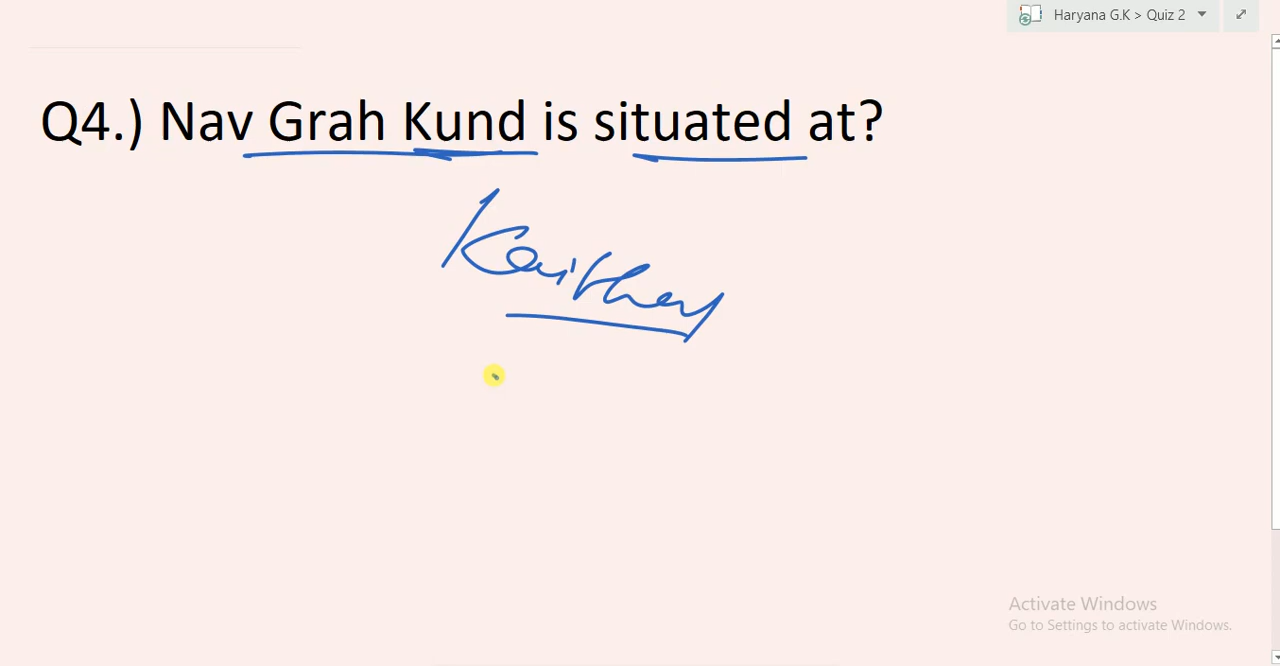 Haryana G.K > Quiz 2
Q4.) Nav Grah Kund is situated at?
Kaithal
Activate Windows
Go to Settings to activate Windows.